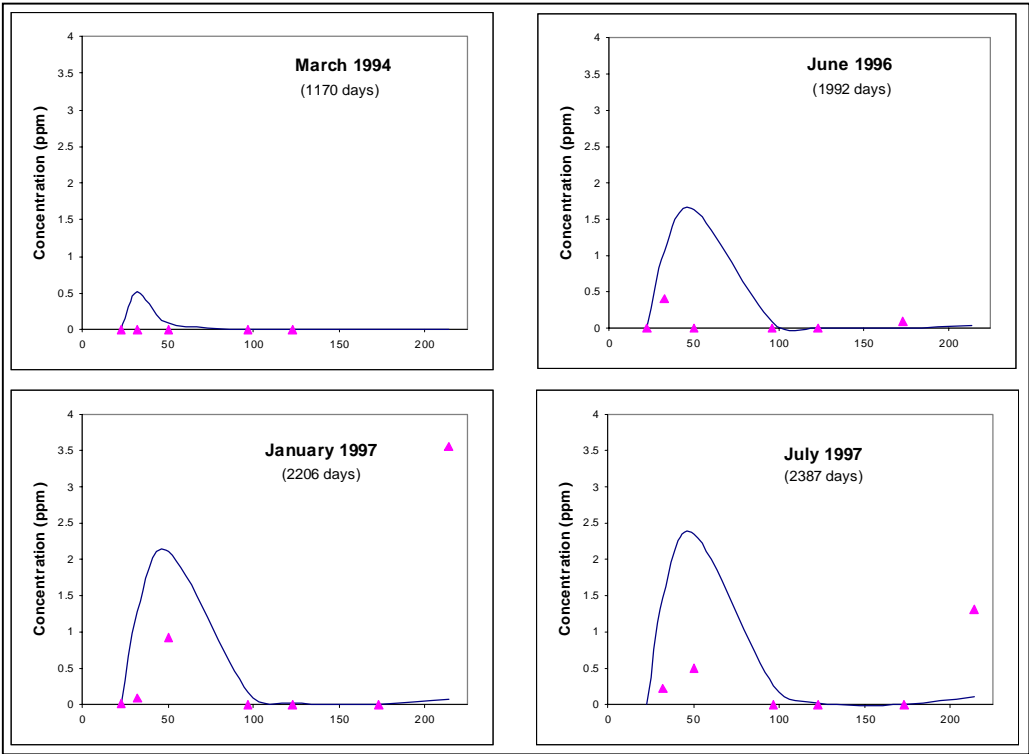 March 1994
(1170 days)
Concentration (ppm)
4
3.5
3
2.5
2
1.5
1
0.5
0
0 50 100 150 200
June 1996
(1992 days)
Concentration (ppm)
4
3.5
3
2.5
2
1.5
1
0.5
0
0 50 100 150 200
January 1997
(2206 days)
Concentration (ppm)
4
3.5
3
2.5
2
1.5
1
0.5
0
0 50 100 150 200
July 1997
(2387 days)
Concentration (ppm)
4
3.5
3
2.5
2
1.5
1
0.5
0
0 50 100 150 200